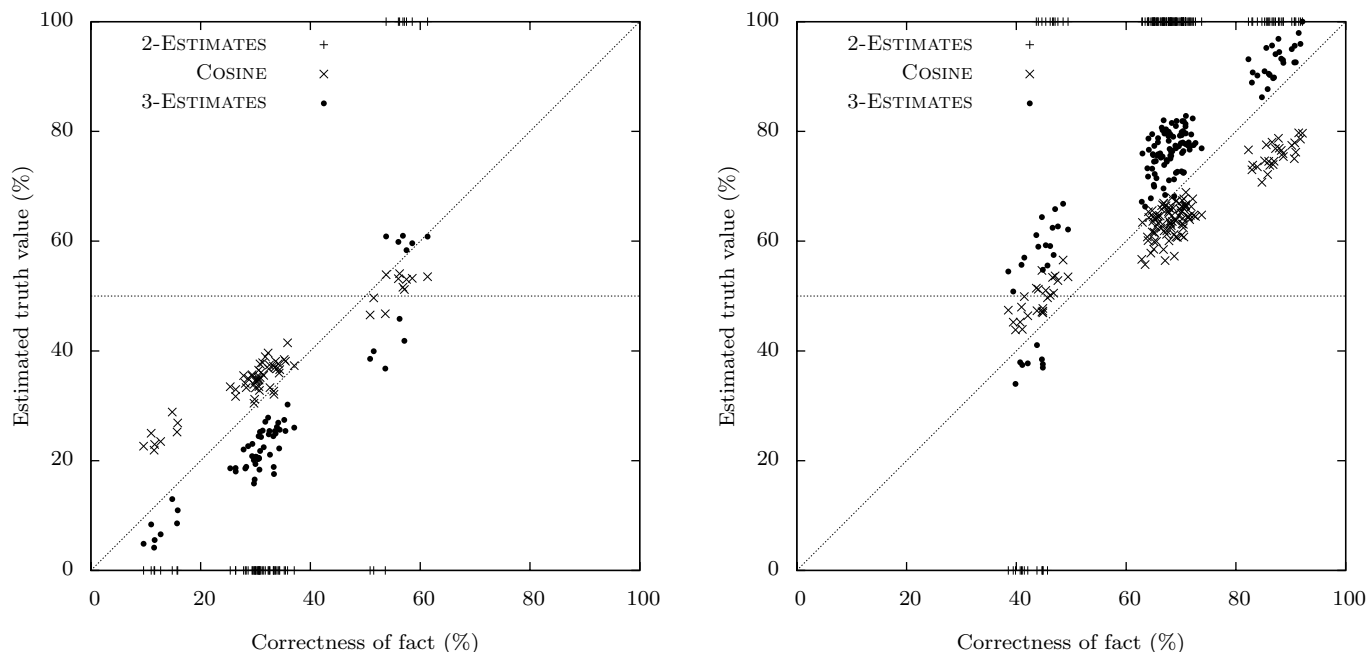 100
80
60
40
20
0
0 20 40 60 80 100
Estimated truth value (%)
Correctness of fact (%)
2-ESTIMATES
COSINE
3-ESTIMATES
100
80
60
40
20
0
0 20 40 60 80 100
Estimated truth value (%)
Correctness of fact (%)
2-ESTIMATES
COSINE
3-ESTIMATES